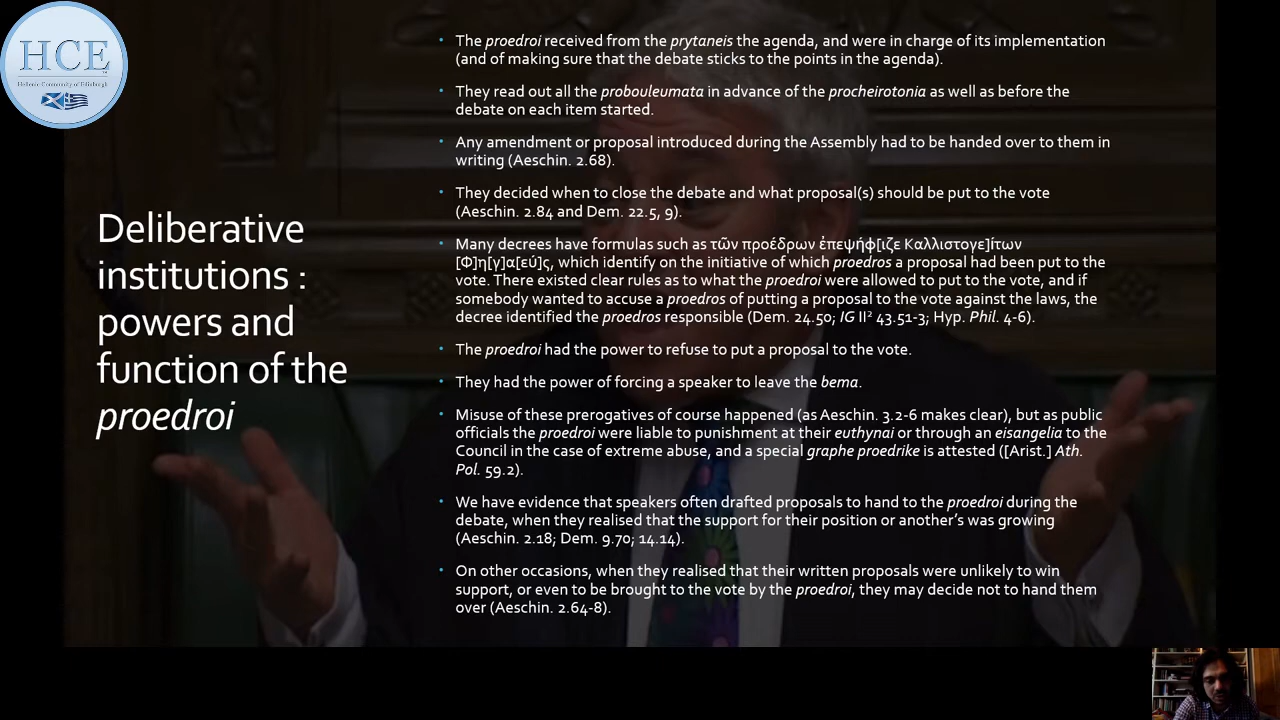 HCE
Hellenic Community of Edinburgh
Deliberative
institutions :
powers and
function of the
proedroi
• The proedroi received from the prytaneis the agenda, and were in charge of its implementation
(and of making sure that the debate sticks to the points in the agenda).
• They read out all the probouleumata in advance of the procheirotonia as well as before the
debate on each item started.
• Any amendment or proposal introduced during the Assembly had to be handed over to them in
writing (Aeschin. 2.68).
• They decided when to close the debate and what proposal(s) should be put to the vote
(Aeschin. 2.84 and Dem. 22.5, 9).
• Many decrees have formulas such as τῶν προέδρων ἐπεψήφ[ιζε Καλλιστογε]ίτων
[Φ]η[γ]α[εύ]ς, which identify on the initiative of which proedros a proposal had been put to the
vote. There existed clear rules as to what the proedroi were allowed to put to the vote, and if
somebody wanted to accuse a proedros of putting a proposal to the vote against the laws, the
decree identified the proedros responsible (Dem. 24.50; IG II² 43.51-3; Hyp. Phil. 4-6).
• The proedroi had the power to refuse to put a proposal to the vote.
• They had the power of forcing a speaker to leave the bema.
• Misuse of these prerogatives of course happened (as Aeschin. 3.2-6 makes clear), but as public
officials the proedroi were liable to punishment at their euthynai or through an eisangelia to the
Council in the case of extreme abuse, and a special graphe proedrike is attested ([Arist.] Ath.
Pol. 59.2).
• We have evidence that speakers often drafted proposals to hand to the proedroi during the
debate, when they realised that the support for their position or another's was growing
(Aeschin. 2.18; Dem. 9.70; 14.14).
• On other occasions, when they realised that their written proposals were unlikely to win
support, or even to be brought to the vote by the proedroi, they may decide not to hand them
over (Aeschin. 2.64-8).